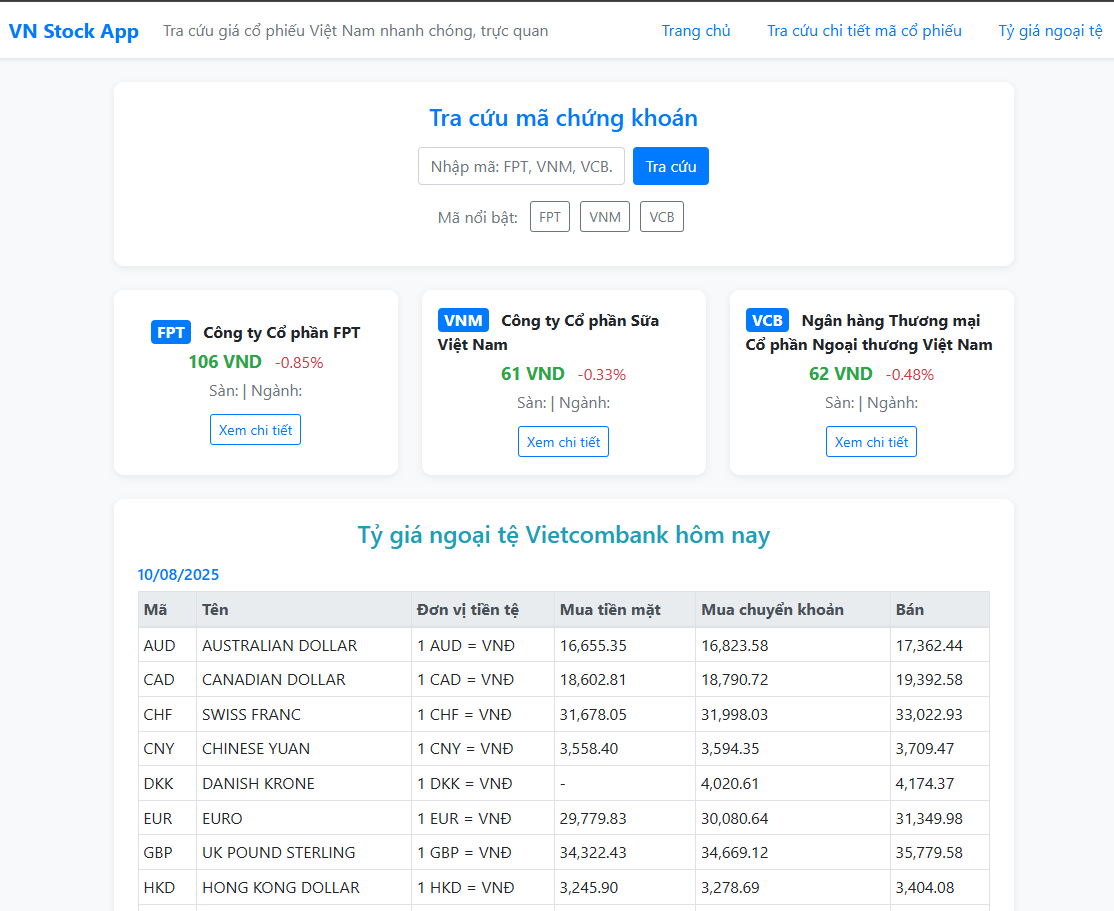 VN Stock App Tra cứu giá cổ phiếu Việt Nam nhanh chóng, trực quan Trang chủ Tra cứu chi tiết mã cổ phiếu Tỷ giá ngoại tệ
Tra cứu mã chứng khoán
Nhập mã: FPT, VNM, VCB. Tra cứu
Mã nổi bật: FPT VNM VCB
FPT Công ty Cổ phần FPT
106 VND -0.85%
Sàn: | Ngành:
Xem chi tiết
VNM Công ty Cổ phần Sữa
Việt Nam
61 VND -0.33%
Sàn: | Ngành:
Xem chi tiết
VCB Ngân hàng Thương mại
Cổ phần Ngoại thương Việt Nam
62 VND -0.48%
Sàn: | Ngành:
Xem chi tiết
Tỷ giá ngoại tệ Vietcombank hôm nay
10/08/2025
Mã Tên Đơn vị tiền tệ Mua tiền mặt Mua chuyển khoản Bán
AUD AUSTRALIAN DOLLAR 1 AUD = VNĐ 16,655.35 16,823.58 17,362.44
CAD CANADIAN DOLLAR 1 CAD = VNĐ 18,602.81 18,790.72 19,392.58
CHF SWISS FRANC 1 CHF = VNĐ 31,678.05 31,998.03 33,022.93
CNY CHINESE YUAN 1 CNY = VNĐ 3,558.40 3,594.35 3,709.47
DKK DANISH KRONE 1 DKK = VNĐ - 4,020.61 4,174.37
EUR EURO 1 EUR = VNĐ 29,779.83 30,080.64 31,349.98
GBP UK POUND STERLING 1 GBP = VNĐ 34,322.43 34,669.12 35,779.58
HKD HONG KONG DOLLAR 1 HKD = VNĐ 3,245.90 3,278.69 3,404.08